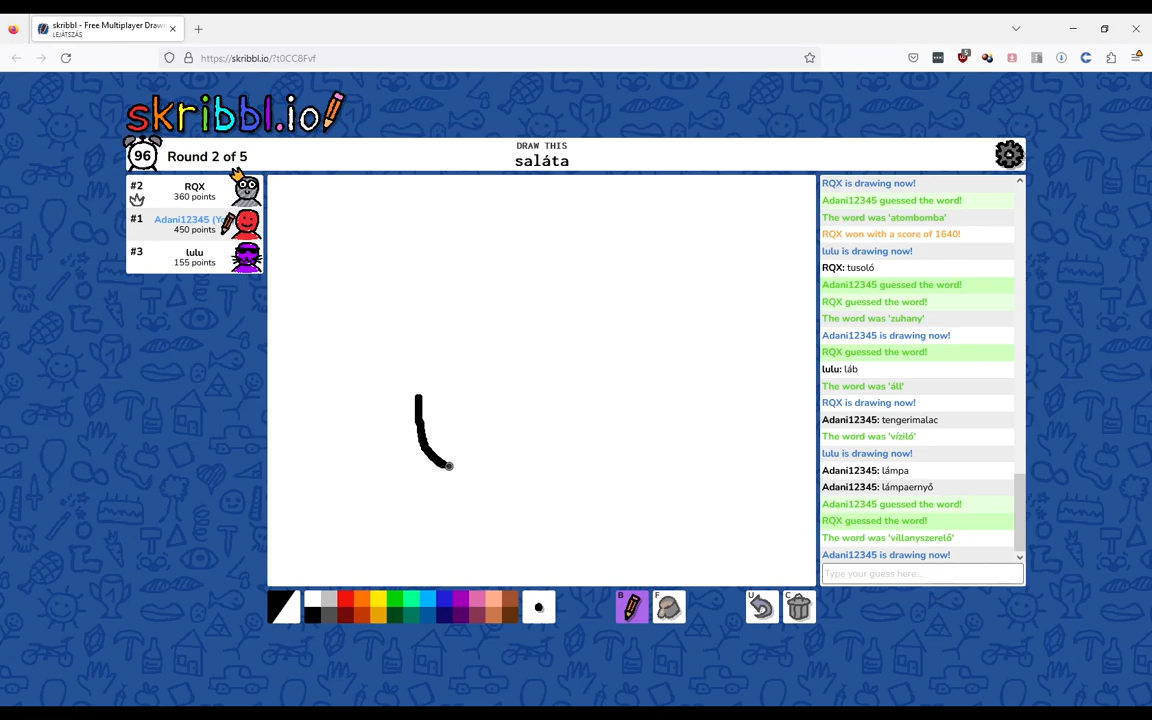 skribbl - Free Multiplayer Drawi
LEJÁTSZÁS
https://skribbl.io/?t0CC8Fvf
5
skribbl.io
96
Round 2 of 5
DRAW THIS
saláta
#2
RQX
360 points
#1
Adani12345 (Yo
450 points
#3
lulu
155 points
RQX is drawing now!
Adani12345 guessed the word!
The word was 'atombomba'
RQX won with a score of 1640!
lulu is drawing now!
RQX: tusoló
Adani12345 guessed the word!
RQX guessed the word!
The word was 'zuhany'
Adani12345 is drawing now!
RQX guessed the word!
lulu: láb
The word was 'áll'
RQX is drawing now!
Adani12345: tengerimalac
The word was 'víziló'
lulu is drawing now!
Adani12345: lámpa
Adani12345: lámpaernyő
Adani12345 guessed the word!
RQX guessed the word!
The word was 'villanyszerelő'
Adani12345 is drawing now!
Type your guess here...
B
F
U
C